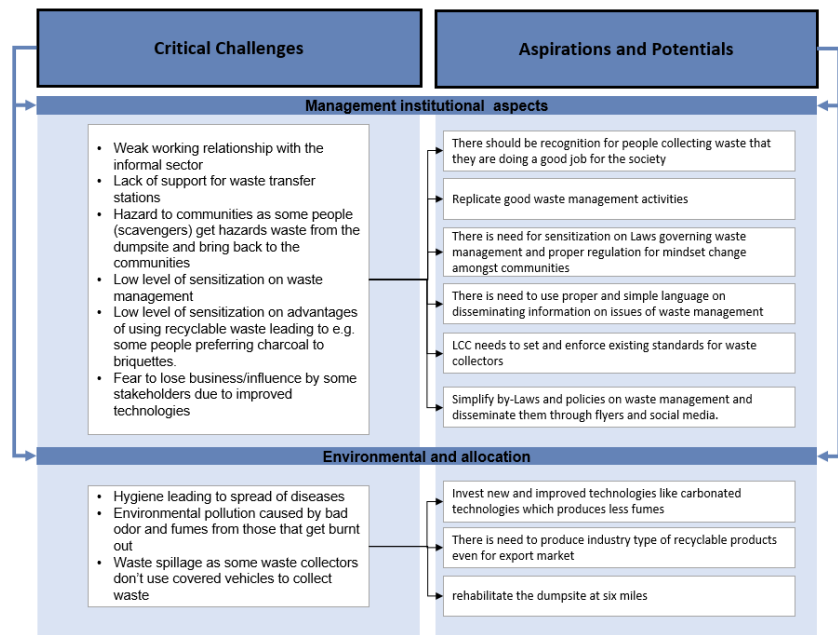 Critical Challenges
Aspirations and Potentials
Management institutional aspects
• Weak working relationship with the
informal sector
• Lack of support for waste transfer
stations
• Hazard to communities as some people
(scavengers) get hazards waste from the
dumpsite and bring back to the
communities
• Low level of sensitization on waste
management
• Low level of sensitization on advantages
of using recyclable waste leading to e.g.
some people preferring charcoal to
briquettes.
• Fear to lose business/influence by some
stakeholders due to improved
technologies
There should be recognition for people collecting waste that
they are doing a good job for the society
Replicate good waste management activities
There is need for sensitization on Laws governing waste
management and proper regulation for mindset change
amongst communities
There is need to use proper and simple language on
disseminating information on issues of waste management
LCC needs to set and enforce existing standards for waste
collectors
Simplify by-Laws and policies on waste management and
disseminate them through flyers and social media.
Environmental and allocation
• Hygiene leading to spread of diseases
• Environmental pollution caused by bad
odor and fumes from those that get burnt
out
• Waste spillage as some waste collectors
don't use covered vehicles to collect
waste
Invest new and improved technologies like carbonated
technologies which produces less fumes
There is need to produce industry type of recyclable products
even for export market
rehabilitate the dumpsite at six miles